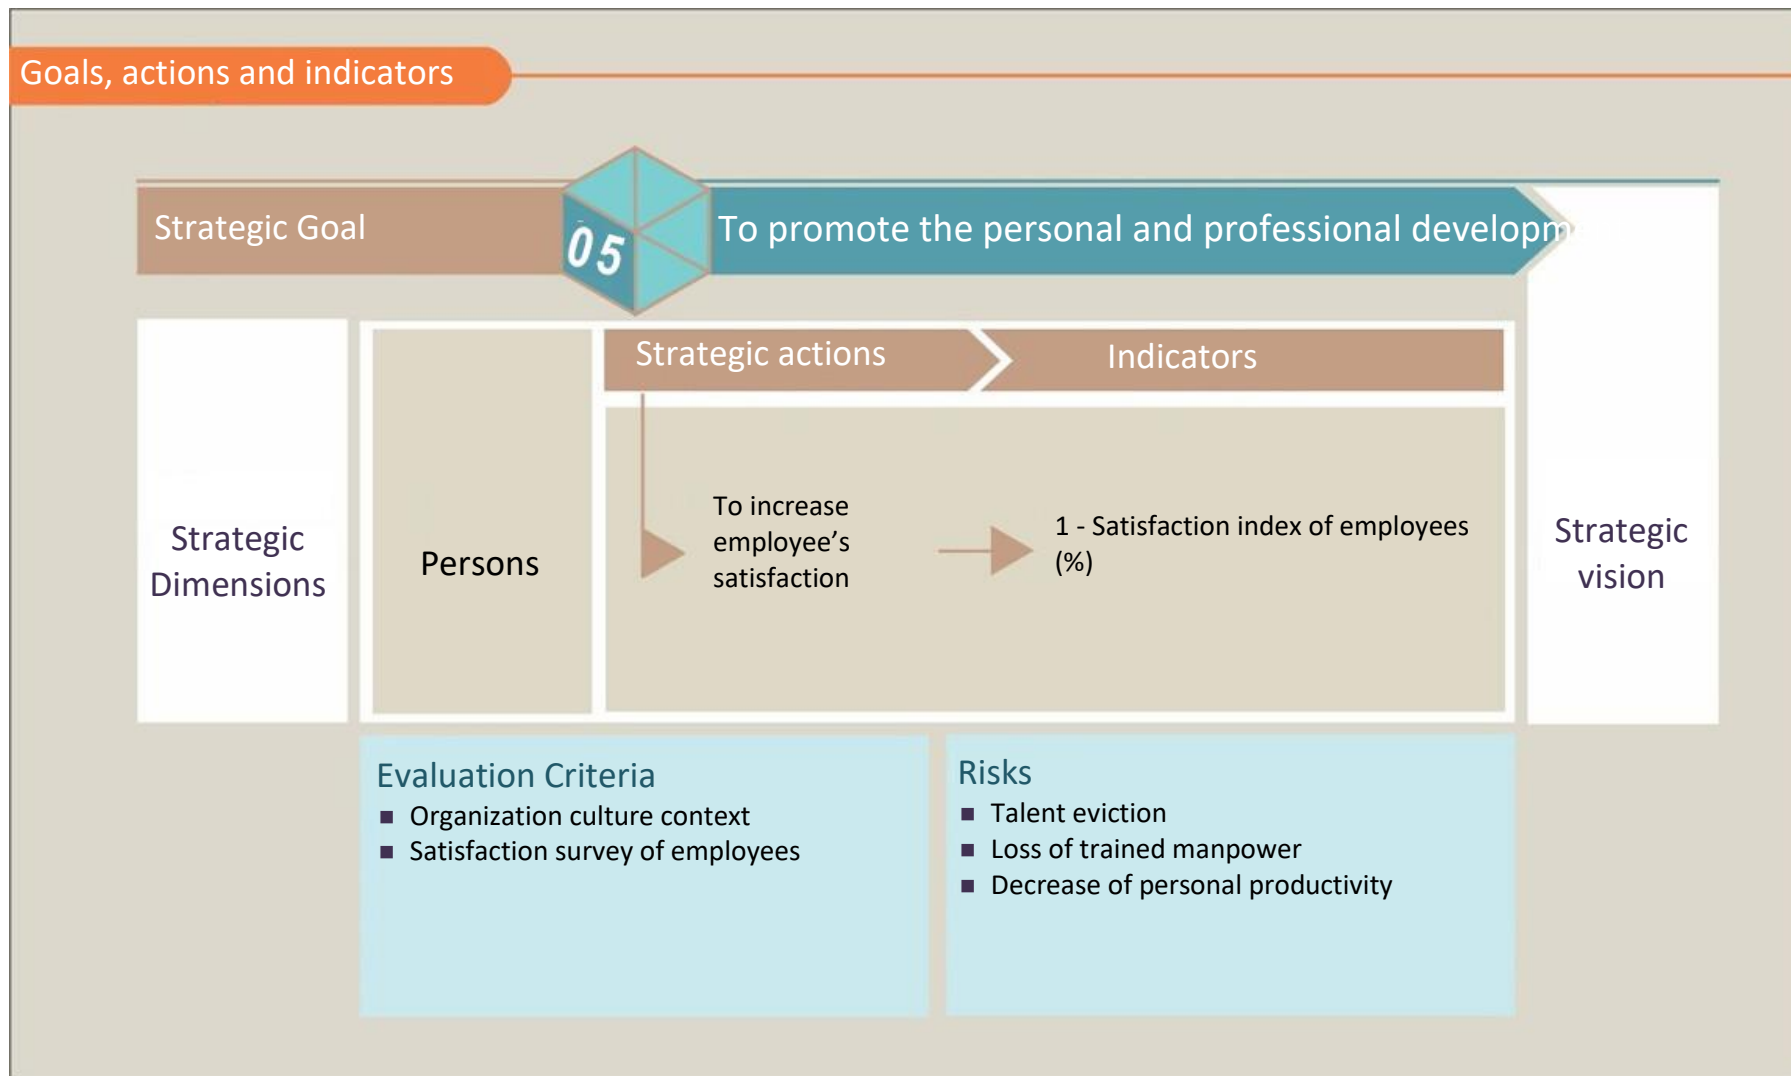 Goals, actions and indicators
Strategic Goal
05
To promote the personal and professional developm
Strategic actions
Indicators
Strategic
Dimensions
Persons
To increase
employee’s
satisfaction
1 - Satisfaction index of employees
(%)
Strategic
vision
Evaluation Criteria
■ Organization culture context
■ Satisfaction survey of employees
Risks
■ Talent eviction
■ Loss of trained manpower
■ Decrease of personal productivity